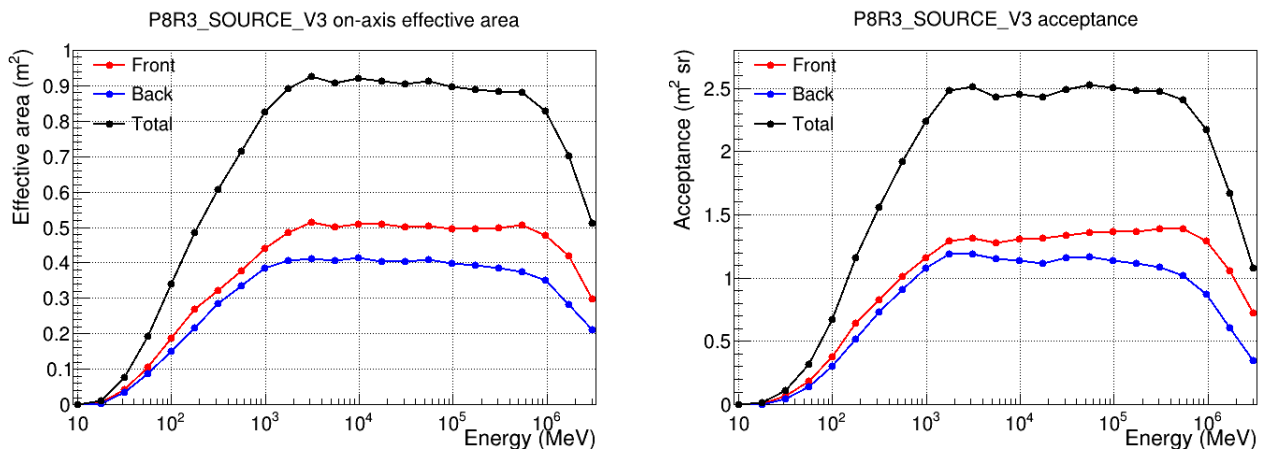 P8R3_SOURCE_V3 on-axis effective area
Effective area (m²)
1
0.9
0.8
0.7
0.6
0.5
0.4
0.3
0.2
0.1
0
Front
Back
Total
10 10² 10³ 10⁴ 10⁵ 10⁶
Energy (MeV)
P8R3_SOURCE_V3 acceptance
Acceptance (m² sr)
2.5
2
1.5
1
0.5
0
Front
Back
Total
10 10² 10³ 10⁴ 10⁵ 10⁶
Energy (MeV)